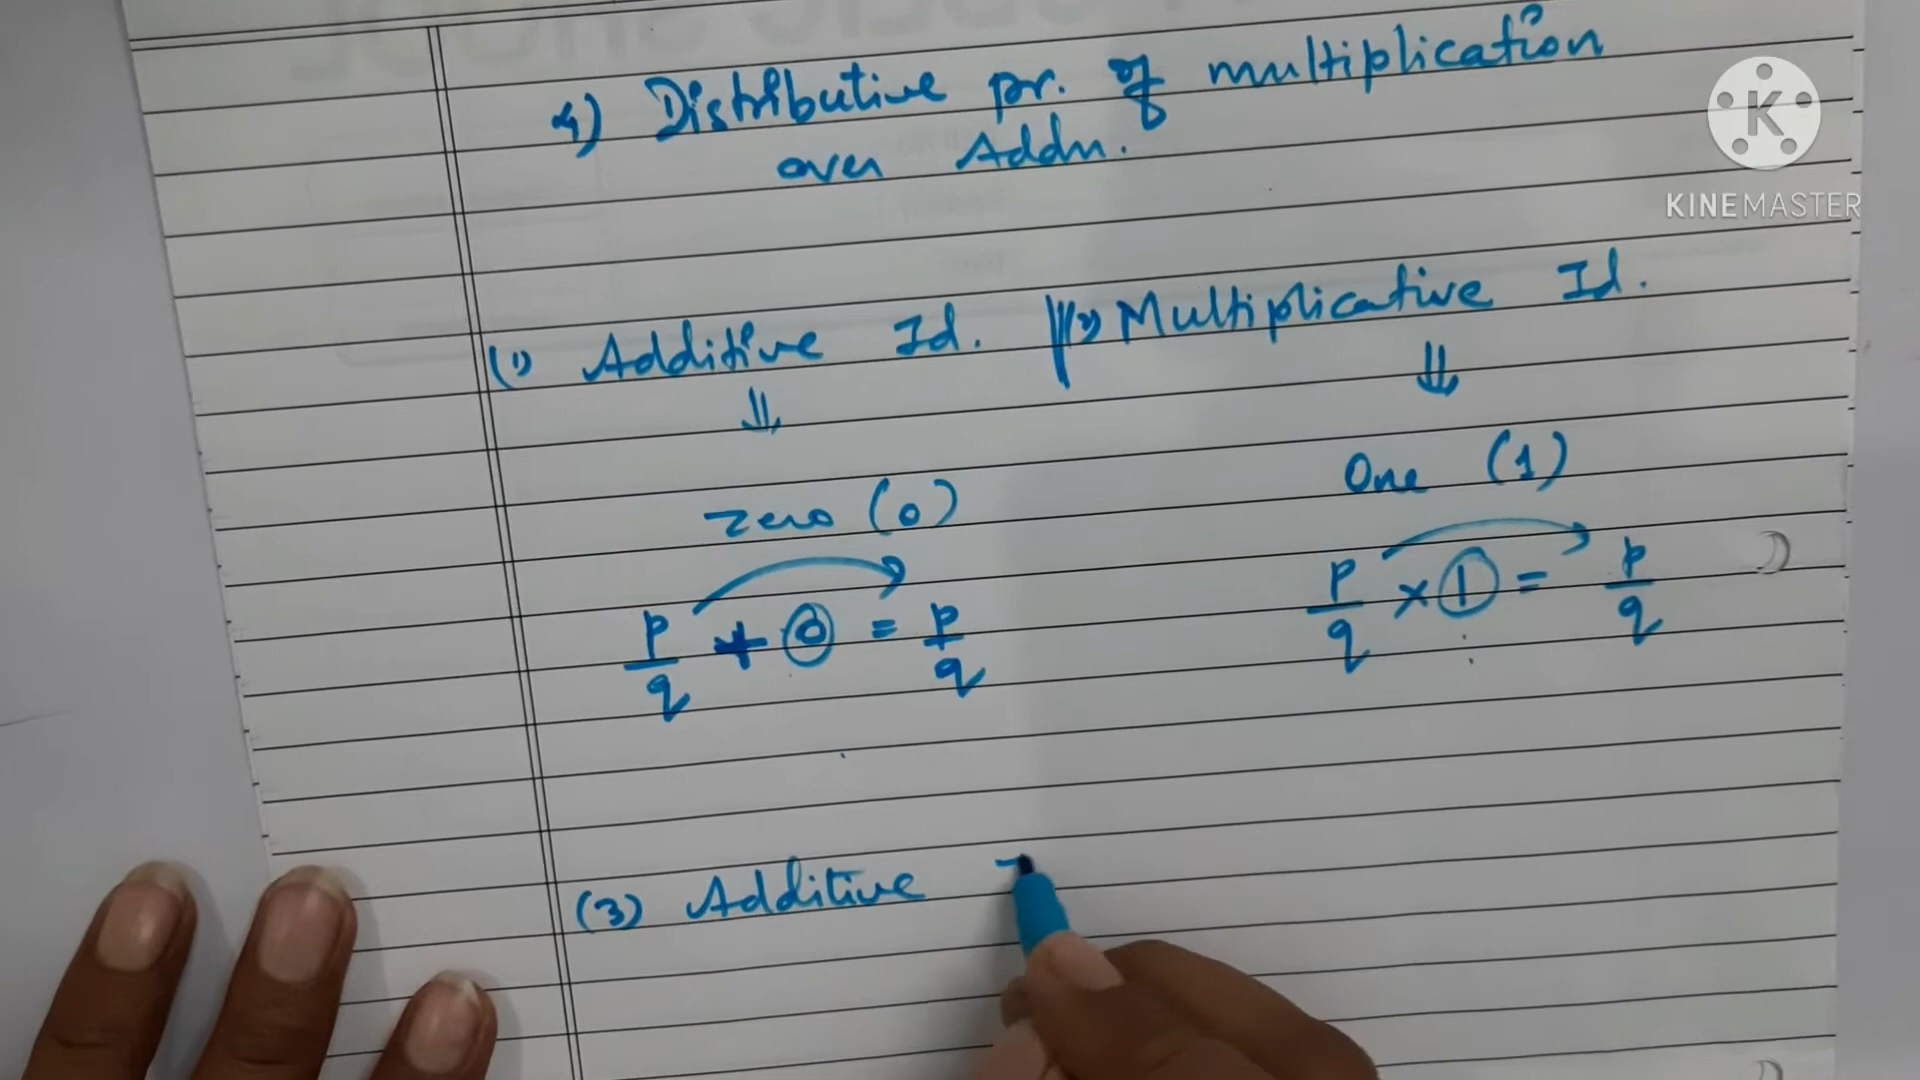 4) Distributive pr. of multiplication
over Addn.
K
KINEMASTER
(1) Additive Id. (2) Multiplicative Id.
⇓ ⇓
zero (0) One (1)
p/q + 0 = p/q p/q × 1 = p/q
(3) Additive